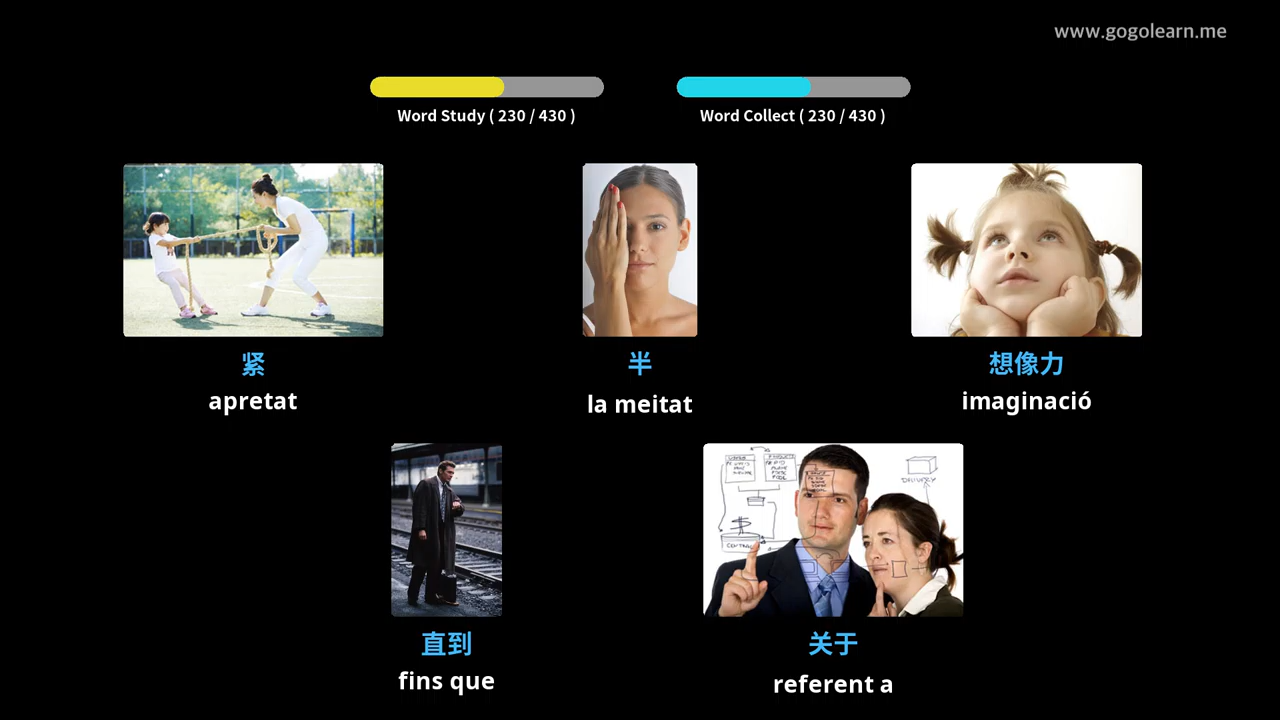 www.gogolearn.me
Word Study ( 230 / 430 )
Word Collect ( 230 / 430 )
紧
apretat
半
la meitat
想像力
imaginació
直到
fins que
关于
referent a
DELIVERY
$